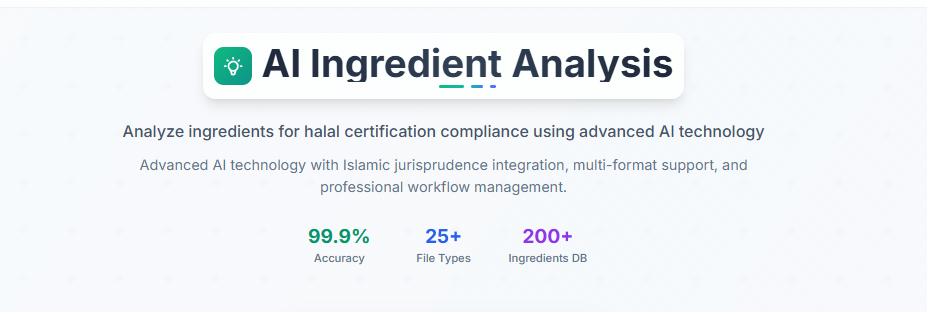 AI Ingredient Analysis
Analyze ingredients for halal certification compliance using advanced AI technology
Advanced AI technology with Islamic jurisprudence integration, multi-format support, and
professional workflow management.
99.9% 25+ 200+
Accuracy File Types Ingredients DB